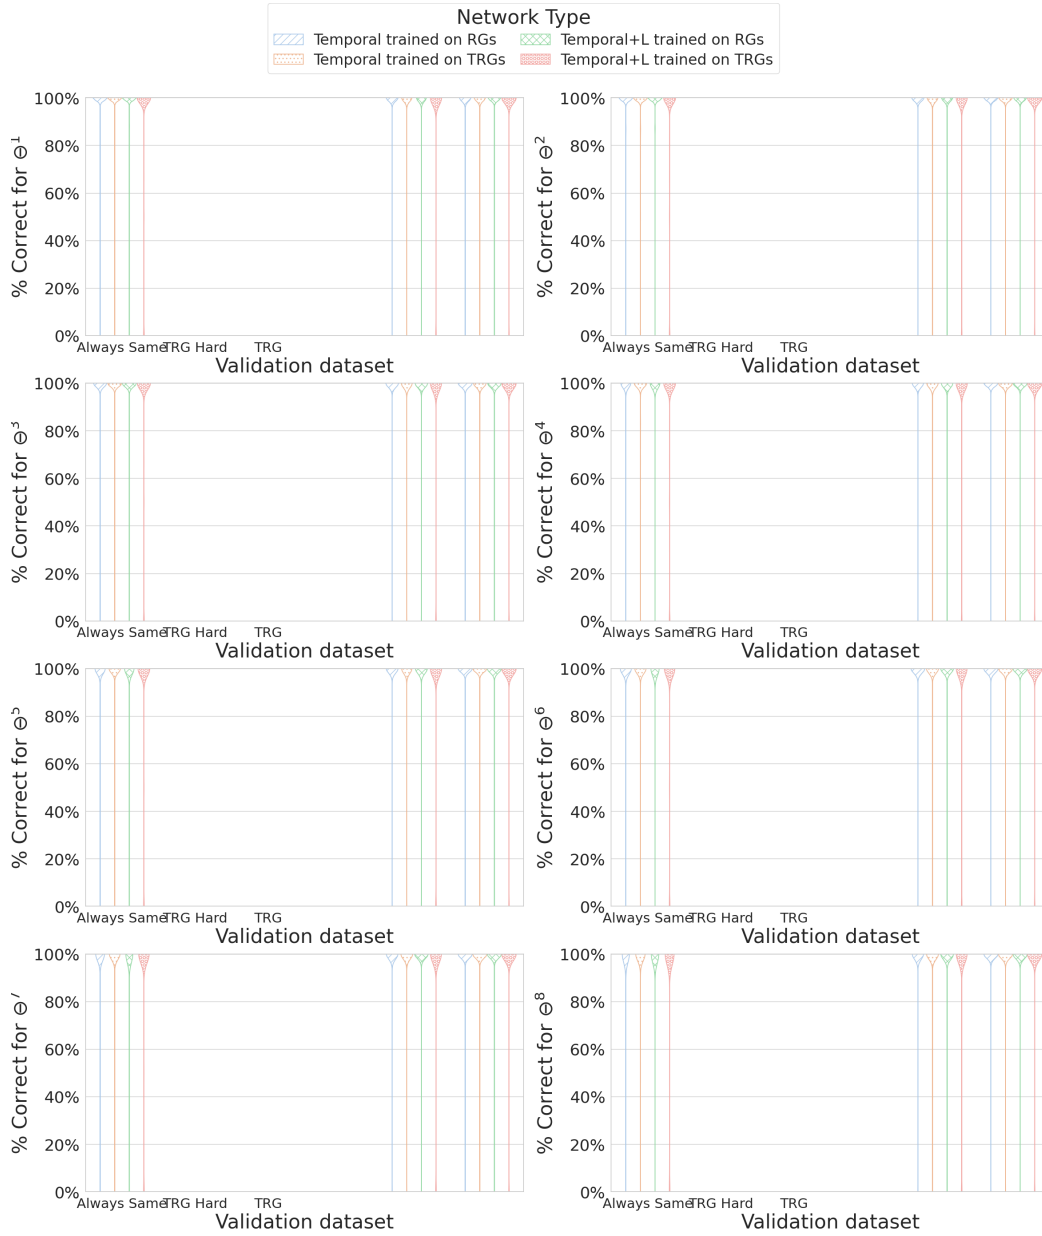 Network Type
Temporal trained on RGs
Temporal+L trained on RGs
Temporal trained on TRGs
Temporal+L trained on TRGs
% Correct for Θ¹
100%
80%
60%
40%
20%
0%
Always Same TRG Hard TRG
Validation dataset
% Correct for Θ²
100%
80%
60%
40%
20%
0%
Always Same TRG Hard TRG
Validation dataset
% Correct for Θ³
100%
80%
60%
40%
20%
0%
Always Same TRG Hard TRG
Validation dataset
% Correct for Θ⁴
100%
80%
60%
40%
20%
0%
Always Same TRG Hard TRG
Validation dataset
% Correct for Θ⁵
100%
80%
60%
40%
20%
0%
Always Same TRG Hard TRG
Validation dataset
% Correct for Θ⁶
100%
80%
60%
40%
20%
0%
Always Same TRG Hard TRG
Validation dataset
% Correct for Θ⁷
100%
80%
60%
40%
20%
0%
Always Same TRG Hard TRG
Validation dataset
% Correct for Θ⁸
100%
80%
60%
40%
20%
0%
Always Same TRG Hard TRG
Validation dataset